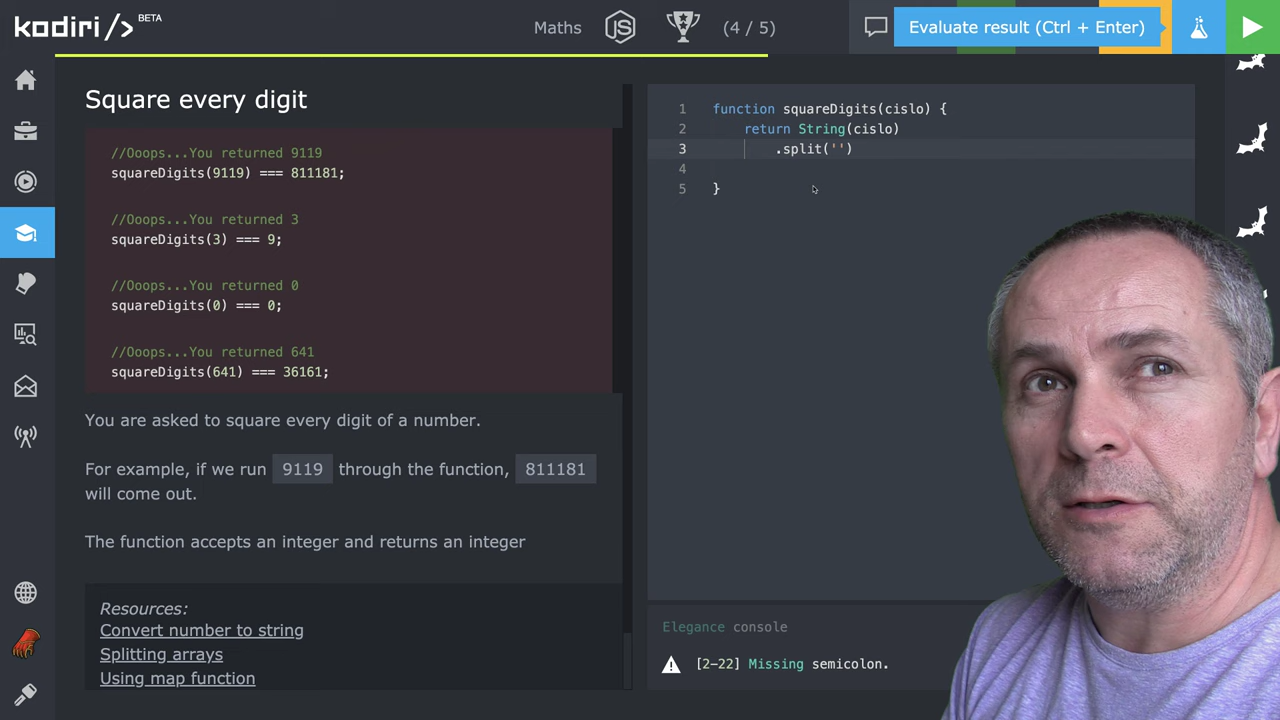 kodiri/> BETA
Maths
(4 / 5)
Evaluate result (Ctrl + Enter)
Square every digit
//Ooops...You returned 9119
squareDigits(9119) === 811181;
//Ooops...You returned 3
squareDigits(3) === 9;
//Ooops...You returned 0
squareDigits(0) === 0;
//Ooops...You returned 641
squareDigits(641) === 36161;
You are asked to square every digit of a number.
For example, if we run 9119 through the function, 811181
will come out.
The function accepts an integer and returns an integer
Resources:
Convert number to string
Splitting arrays
Using map function
1 function squareDigits(cislo) {
2 return String(cislo)
3 .split('')
4
5 }
Elegance console
[2-22] Missing semicolon.